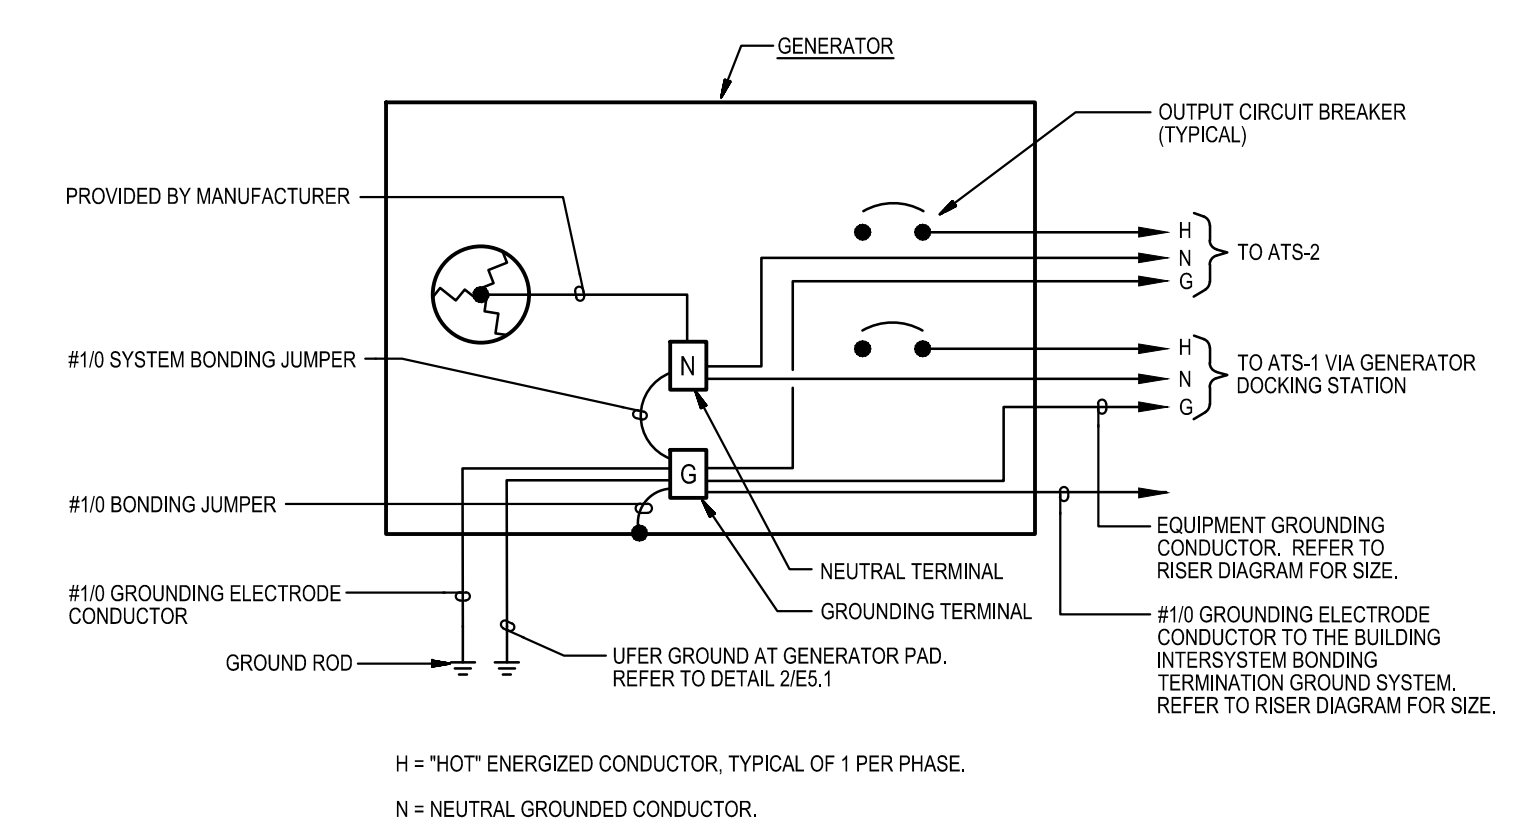 GENERATOR
OUTPUT CIRCUIT BREAKER
(TYPICAL)
PROVIDED BY MANUFACTURER
H
N
G
TO ATS-2
#1/0 SYSTEM BONDING JUMPER
N
H
N
G
TO ATS-1 VIA GENERATOR
DOCKING STATION
G
#1/0 BONDING JUMPER
EQUIPMENT GROUNDING
CONDUCTOR. REFER TO
RISER DIAGRAM FOR SIZE.
NEUTRAL TERMINAL
GROUNDING TERMINAL
#1/0 GROUNDING ELECTRODE
CONDUCTOR
#1/0 GROUNDING ELECTRODE
CONDUCTOR TO THE BUILDING
INTERSYSTEM BONDING
TERMINATION GROUND SYSTEM.
REFER TO RISER DIAGRAM FOR SIZE.
GROUND ROD
UFER GROUND AT GENERATOR PAD.
REFER TO DETAIL 2/E5.1
H = "HOT" ENERGIZED CONDUCTOR, TYPICAL OF 1 PER PHASE.
N = NEUTRAL GROUNDED CONDUCTOR.